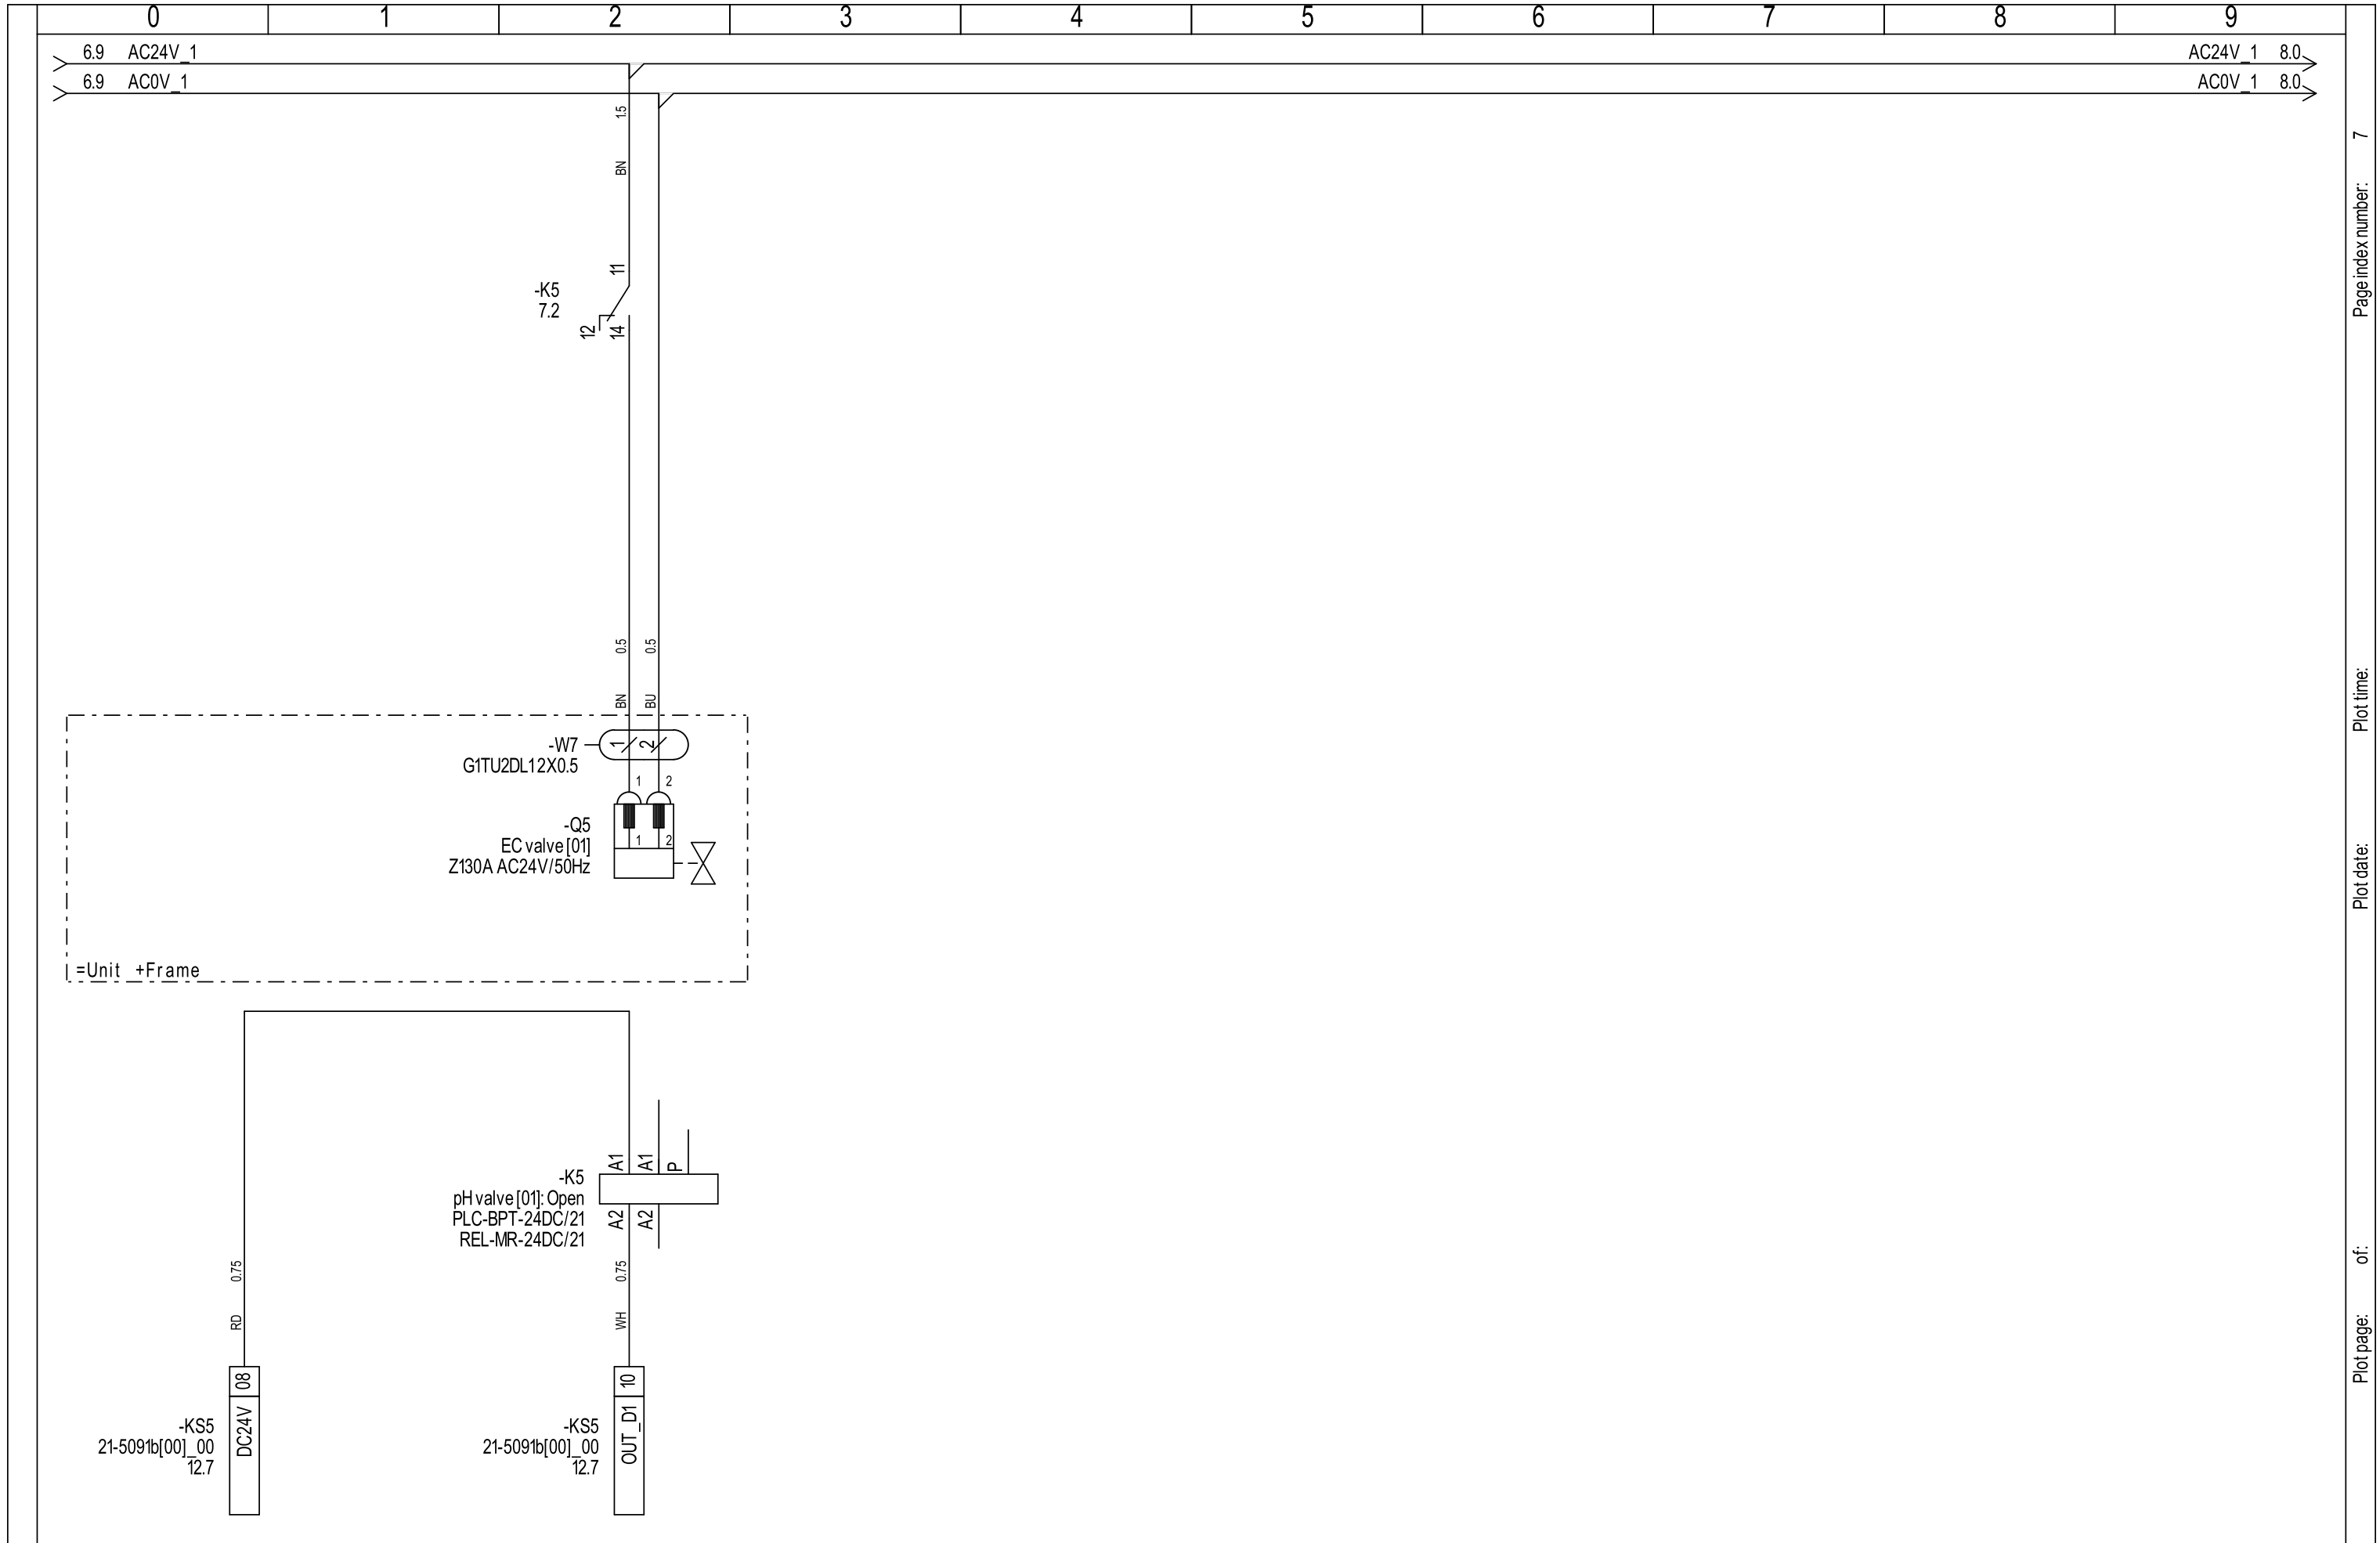 0 1 2 3 4 5 6 7 8 9
6.9 AC24V_1 AC24V_1 8.0
6.9 AC0V_1 AC0V_1 8.0
1.5
BN
11
-K5
7.2
12 14
0.5 0.5
BN BU
-W7 1 2
G1TU2DL12X0.5
1 2
-Q5
EC valve [01] 1 2
Z130A AC24V/50Hz
=Unit +Frame
A1 A1 P
-K5
pH valve [01]: Open
PLC-BPT-24DC/21
REL-MR-24DC/21
A2 A2
0.75 0.75
RD WH
08 10
DC24V OUT_D1
-KS5 -KS5
21-5091b[00]_00 21-5091b[00]_00
12.7 12.7
Page index number: 7
Plot time:
Plot date:
Plot page: of: